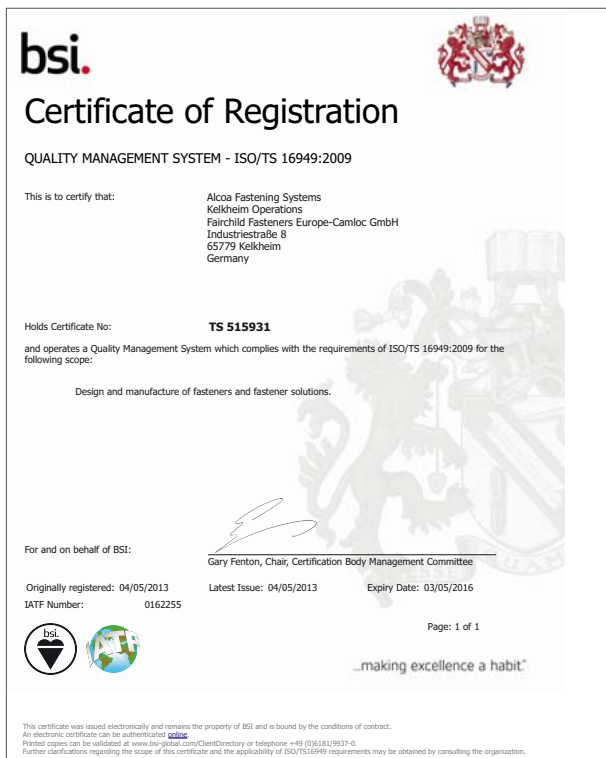 bsi.
Certificate of Registration
QUALITY MANAGEMENT SYSTEM - ISO/TS 16949:2009
This is to certify that:
Alcoa Fastening Systems
Kelkheim Operations
Fairchild Fasteners Europe-Camloc GmbH
Industriestraße 8
65779 Kelkheim
Germany
Holds Certificate No:
TS 515931
and operates a Quality Management System which complies with the requirements of ISO/TS 16949:2009 for the
following scope:
Design and manufacture of fasteners and fastener solutions.
For and on behalf of BSI:
Gary Fenton, Chair, Certification Body Management Committee
Originally registered: 04/05/2013
Latest Issue: 04/05/2013
Expiry Date: 03/05/2016
IATF Number: 0162255
Page: 1 of 1
bsi.
IATF
...making excellence a habit.™
This certificate was issued electronically and remains the property of BSI and is bound by the conditions of contract.
An electronic certificate can be authenticated online.
Printed copies can be validated at www.bsi-global.com/ClientDirectory or telephone +49 (0)6181/9937-0.
Further clarifications regarding the scope of this certificate and the applicability of ISO/TS16949 requirements may be obtained by consulting the organization.